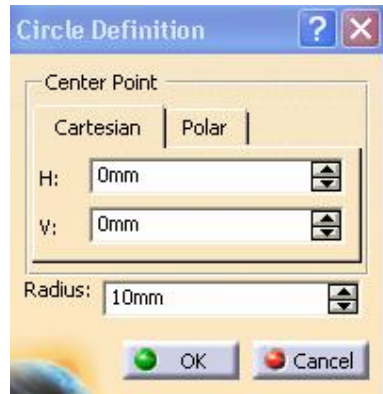 Circle Definition ? X
Center Point
Cartesian Polar
H: 0mm
V: 0mm
Radius: 10mm
OK Cancel